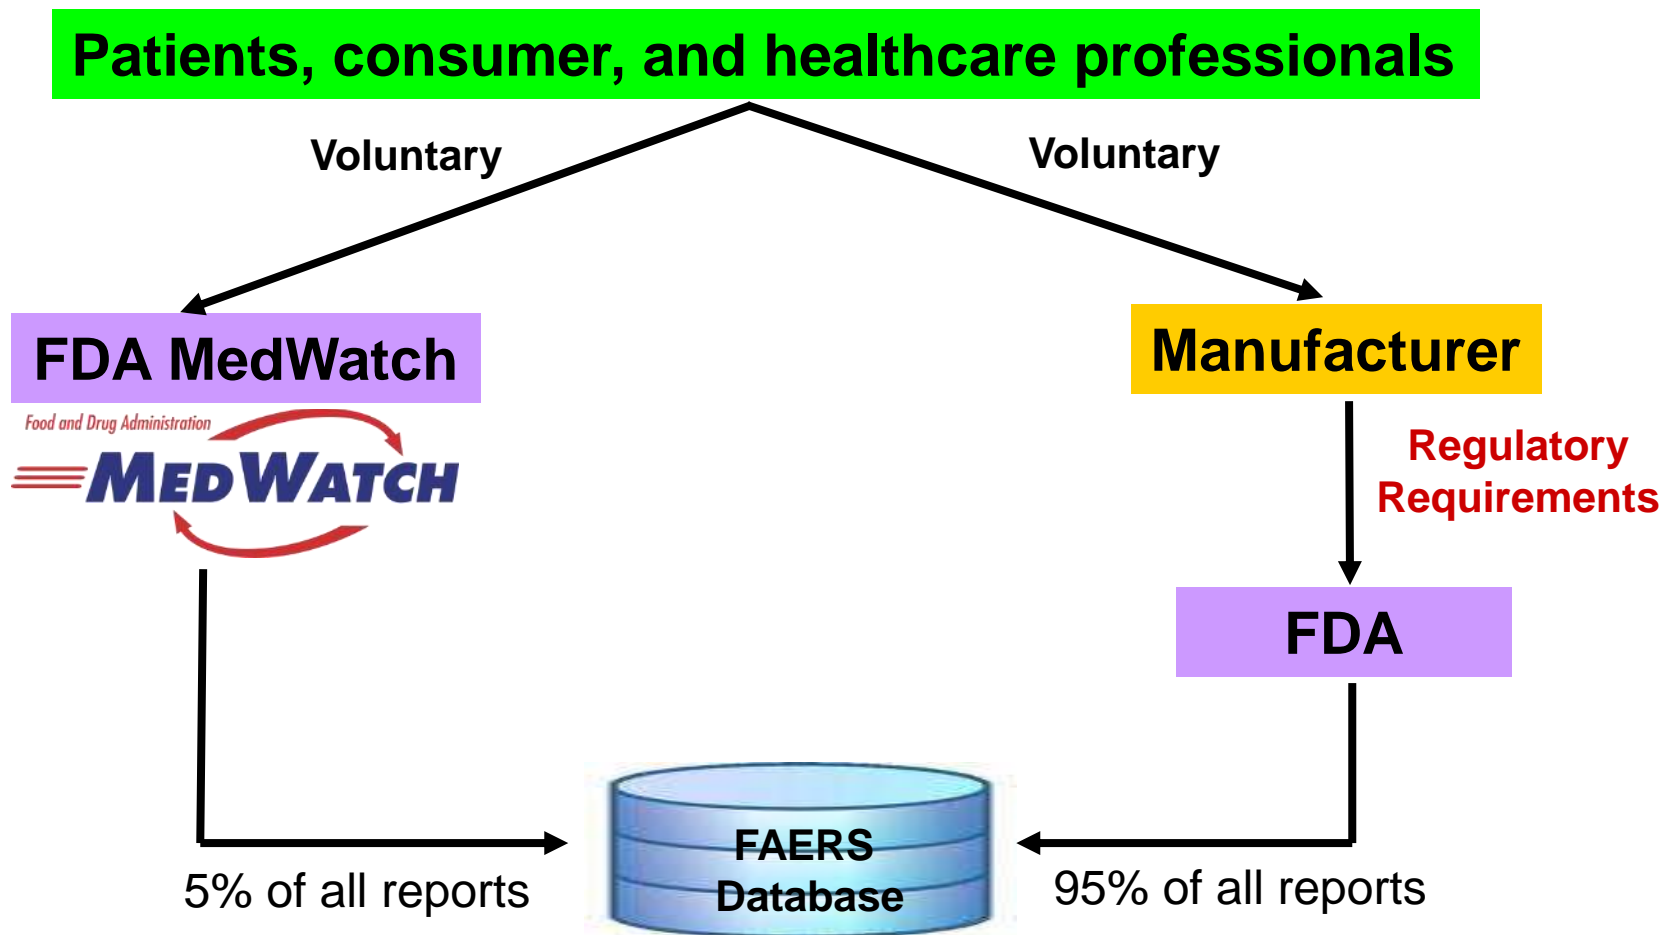 Patients, consumer, and healthcare professionals
Voluntary
Voluntary
FDA MedWatch
Manufacturer
Food and Drug Administration
MEDWATCH
Regulatory
Requirements
FDA
FAERS
Database
5% of all reports
95% of all reports